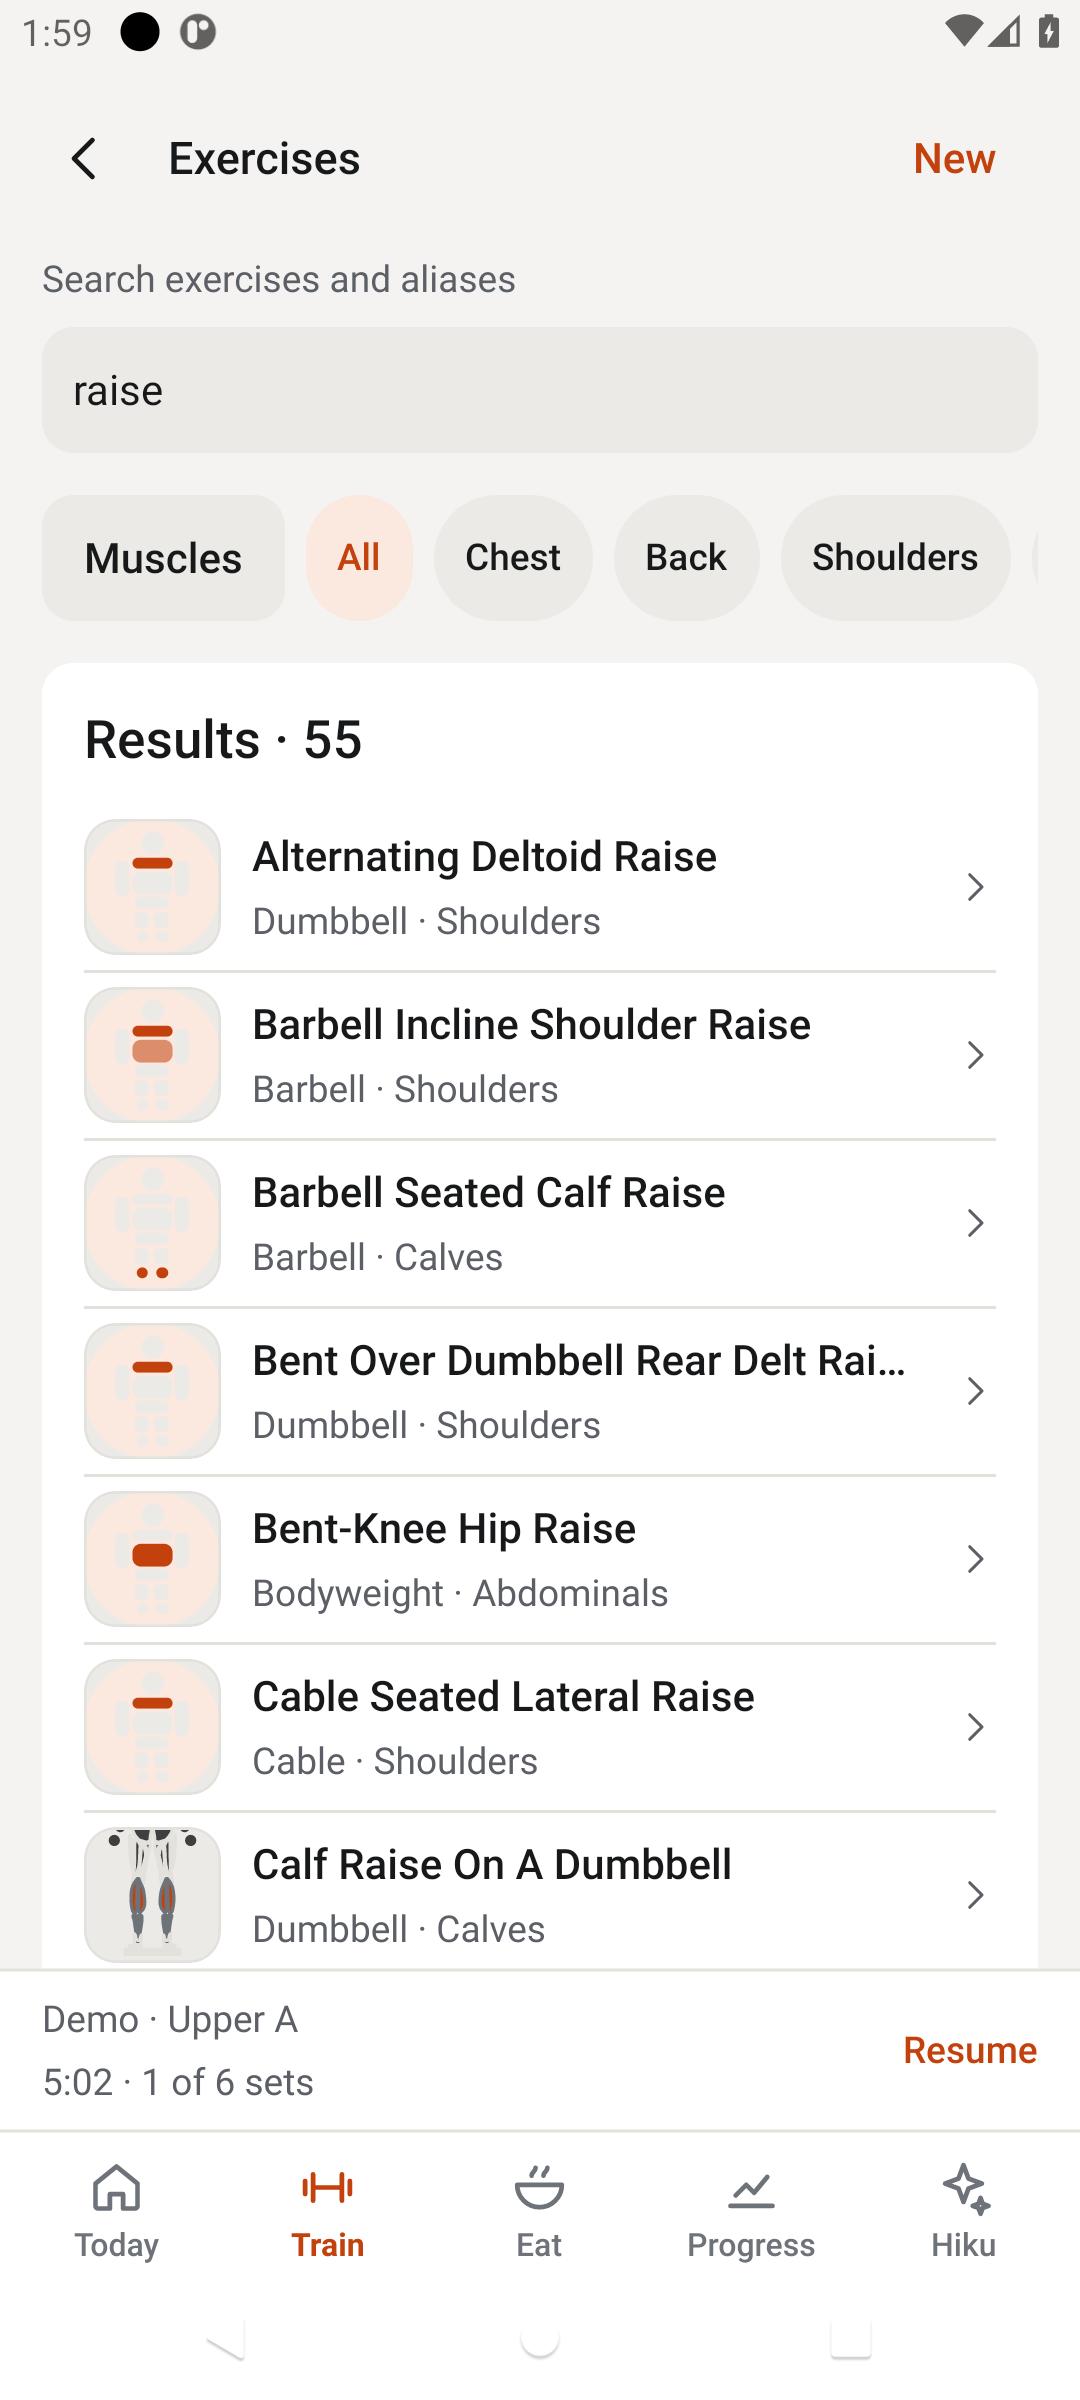 1:59
Exercises
New
Search exercises and aliases
raise
Muscles
All
Chest
Back
Shoulders
Results · 55
Alternating Deltoid Raise
Dumbbell · Shoulders
Barbell Incline Shoulder Raise
Barbell · Shoulders
Barbell Seated Calf Raise
Barbell · Calves
Bent Over Dumbbell Rear Delt Rai...
Dumbbell · Shoulders
Bent-Knee Hip Raise
Bodyweight · Abdominals
Cable Seated Lateral Raise
Cable · Shoulders
Calf Raise On A Dumbbell
Dumbbell · Calves
Demo · Upper A
5:02 · 1 of 6 sets
Resume
Today
Train
Eat
Progress
Hiku